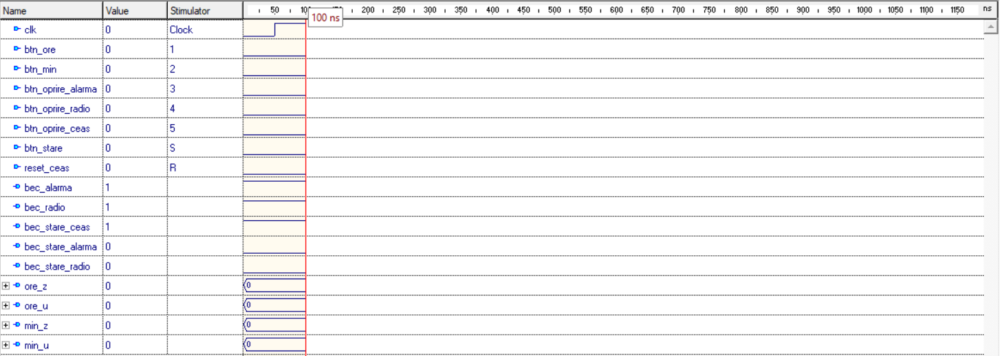 Name Value Stimulator 50 200 250 300 350 400 450 500 550 600 650 700 750 800 850 900 950 1000 1050 1100 1150 ns
100 ns
clk 0 Clock
btn_ore 0 1
btn_min 0 2
btn_oprire_alarma 0 3
btn_oprire_radio 0 4
btn_oprire_ceas 0 5
btn_stare 0 S
reset_ceas 0 R
bec_alarma 1
bec_radio 1
bec_stare_ceas 1
bec_stare_alarma 0
bec_stare_radio 0
ore_z 0 0
ore_u 0 0
min_z 0 0
min_u 0 0